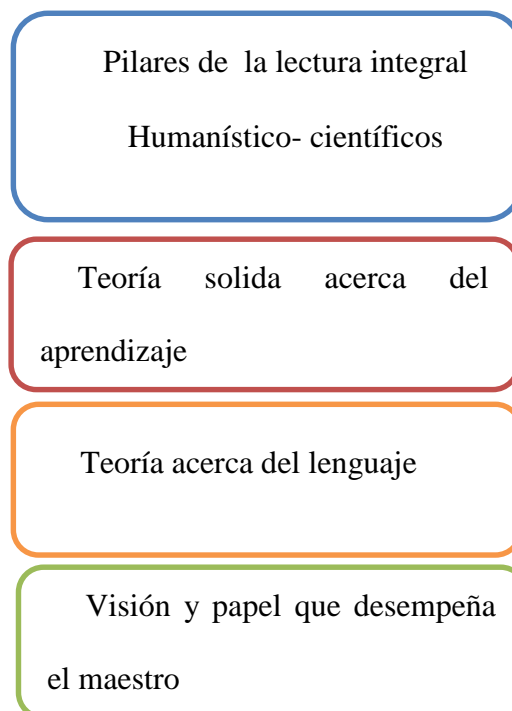 Pilares de la lectura integral
Humanístico- científicos
Teoría solida acerca del
aprendizaje
Teoría acerca del lenguaje
Visión y papel que desempeña
el maestro